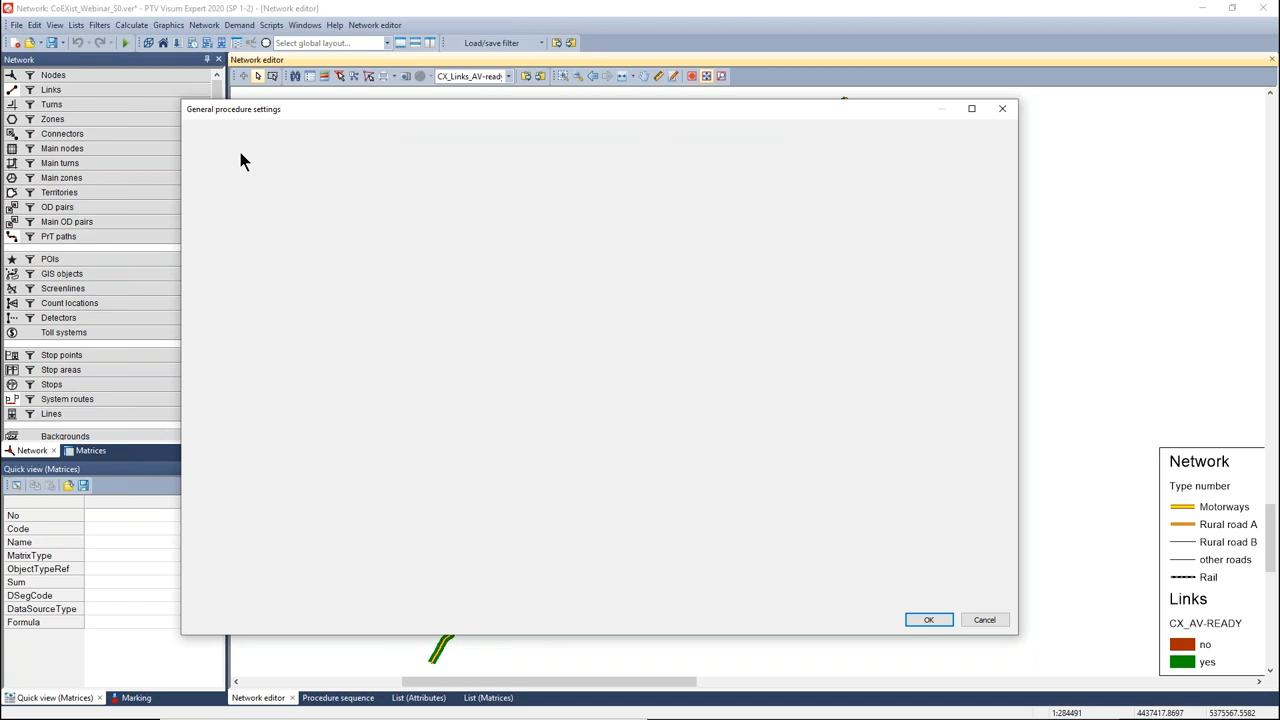 Network: CoEXist_Webinar_S0.ver* - PTV Visum Expert 2020 (SP 1-2) - [Network editor]
File Edit View Lists Filters Calculate Graphics Network Demand Scripts Windows Help Network editor
Select global layout... Load/save filter
Network
Network editor
CX_Links_AV-ready
Nodes
Links
Turns
Zones
Connectors
Main nodes
Main turns
Main zones
Territories
OD pairs
Main OD pairs
PrT paths
POIs
GIS objects
Screenlines
Count locations
Detectors
Toll systems
Stop points
Stop areas
Stops
System routes
Lines
Backgrounds
Network Matrices
Quick view (Matrices)
No
Code
Name
MatrixType
ObjectTypeRef
Sum
DSegCode
DataSourceType
Formula
Quick view (Matrices) Marking
General procedure settings
OK Cancel
Network
Type number
Motorways
Rural road A
Rural road B
other roads
Rail
Links
CX_AV-READY
no
yes
Network editor Procedure sequence List (Attributes) List (Matrices)
1:284491 4437417.8697 5375567.5582